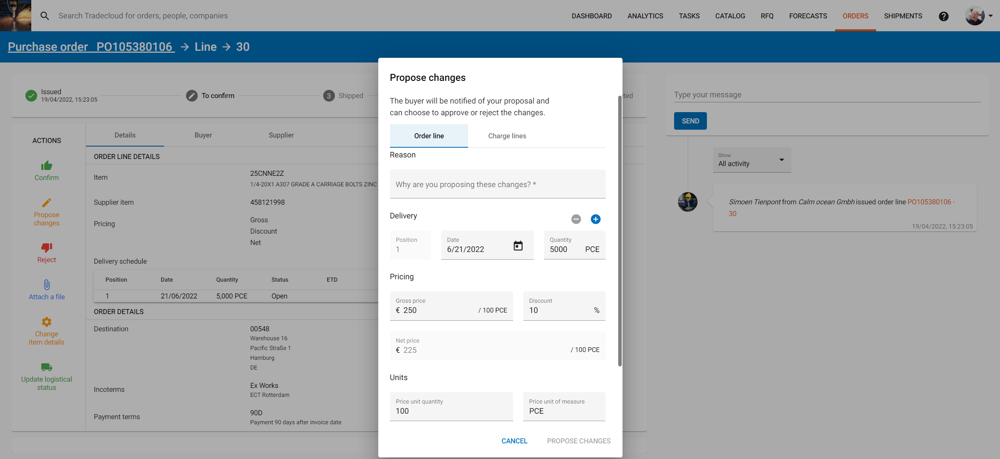 Search Tradecloud for orders, people, companies
DASHBOARD
ANALYTICS
TASKS
CATALOG
RFQ
FORECASTS
ORDERS
SHIPMENTS
?
Purchase order PO105380106 → Line → 30
Issued
19/04/2022, 15:23:05
To confirm
3 Shipped
ACTIONS
Confirm
Propose
changes
Reject
Attach a file
Change
item details
Update logistical
status
Details
Buyer
Supplier
ORDER LINE DETAILS
Item
25CNNE2Z
1/4-20X1 A307 GRADE A CARRIAGE BOLTS ZINC
Supplier item
458121998
Pricing
Gross
Discount
Net
Delivery schedule
Position Date Quantity Status ETD
1 21/06/2022 5,000 PCE Open
ORDER DETAILS
Destination
00548
Warehouse 16
Pacific Straße 1
Hamburg
DE
Incoterms
Ex Works
ECT Rotterdam
Payment terms
90D
Payment 90 days after invoice date
Propose changes
The buyer will be notified of your proposal and
can choose to approve or reject the changes.
Order line
Charge lines
Reason
Why are you proposing these changes? *
Delivery
Position
1
Date
6/21/2022
Quantity
5000 PCE
Pricing
Gross price
€ 250 / 100 PCE
Discount
10 %
Net price
€ 225 / 100 PCE
Units
Price unit quantity
100
Price unit of measure
PCE
CANCEL
PROPOSE CHANGES
Type your message
SEND
Show
All activity
Simoen Tienpont from Calm ocean Gmbh issued order line PO105380106 -
30
19/04/2022, 15:23:05